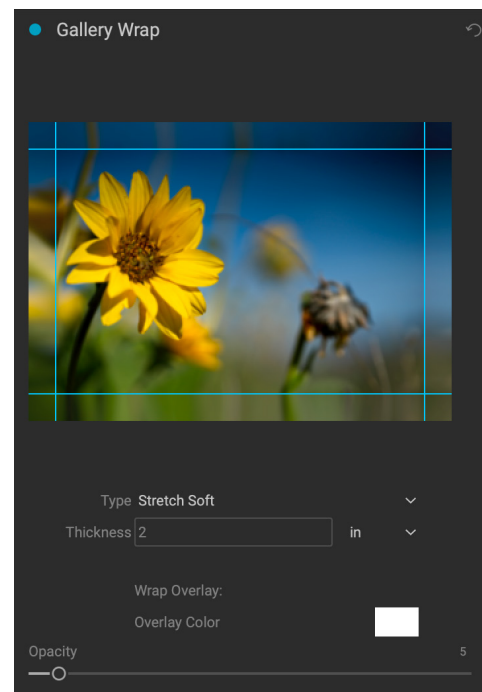 Gallery Wrap
Type Stretch Soft
Thickness 2 in
Wrap Overlay:
Overlay Color
Opacity 5